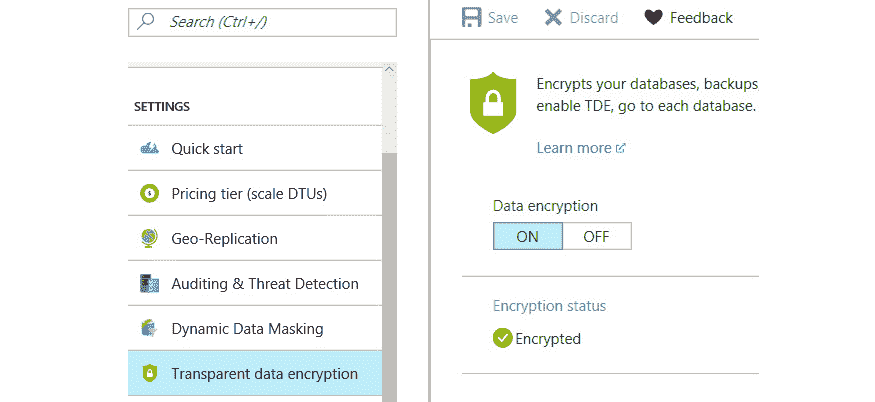 Search (Ctrl+/)
SETTINGS
Quick start
Pricing tier (scale DTUs)
Geo-Replication
Auditing & Threat Detection
Dynamic Data Masking
Transparent data encryption
Save Discard Feedback
Encrypts your databases, backups,
enable TDE, go to each database.
Learn more
Data encryption
ON OFF
Encryption status
Encrypted